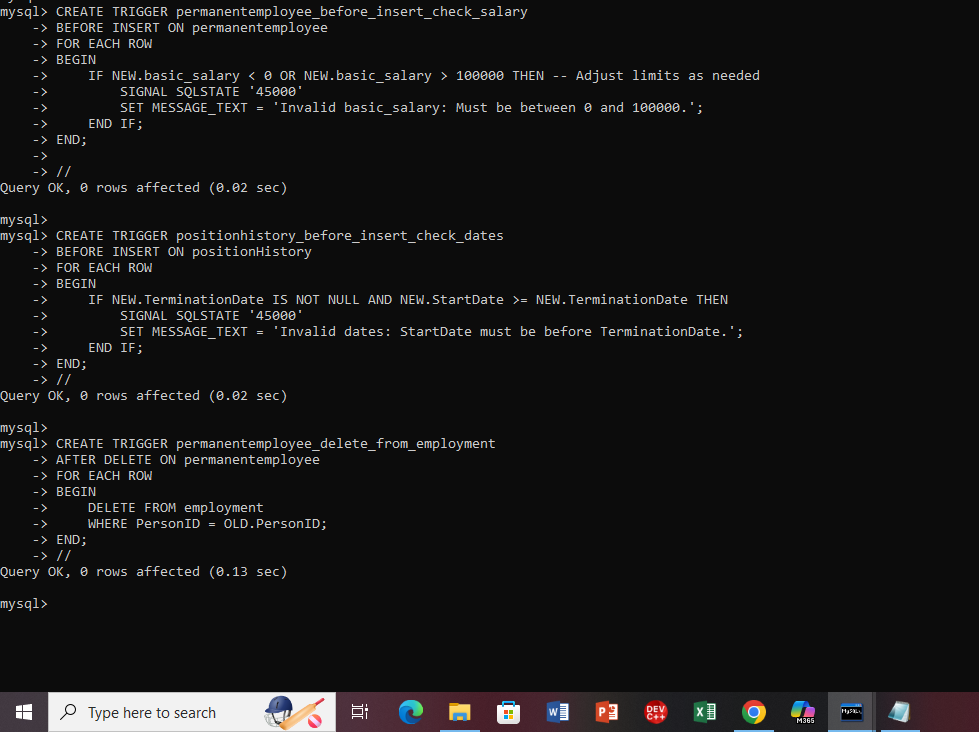 mysql> CREATE TRIGGER permanentemployee_before_insert_check_salary
    -> BEFORE INSERT ON permanentemployee
    -> FOR EACH ROW
    -> BEGIN
    ->     IF NEW.basic_salary < 0 OR NEW.basic_salary > 100000 THEN -- Adjust limits as needed
    ->         SIGNAL SQLSTATE '45000'
    ->         SET MESSAGE_TEXT = 'Invalid basic_salary: Must be between 0 and 100000.';
    ->     END IF;
    -> END;
    ->
    -> //
Query OK, 0 rows affected (0.02 sec)
mysql>
mysql> CREATE TRIGGER positionhistory_before_insert_check_dates
    -> BEFORE INSERT ON positionHistory
    -> FOR EACH ROW
    -> BEGIN
    ->     IF NEW.TerminationDate IS NOT NULL AND NEW.StartDate >= NEW.TerminationDate THEN
    ->         SIGNAL SQLSTATE '45000'
    ->         SET MESSAGE_TEXT = 'Invalid dates: StartDate must be before TerminationDate.';
    ->     END IF;
    -> END;
    -> //
Query OK, 0 rows affected (0.02 sec)
mysql>
mysql> CREATE TRIGGER permanentemployee_delete_from_employment
    -> AFTER DELETE ON permanentemployee
    -> FOR EACH ROW
    -> BEGIN
    ->     DELETE FROM employment
    ->     WHERE PersonID = OLD.PersonID;
    -> END;
    -> //
Query OK, 0 rows affected (0.13 sec)
mysql>
Type here to search
DEV C++
M365